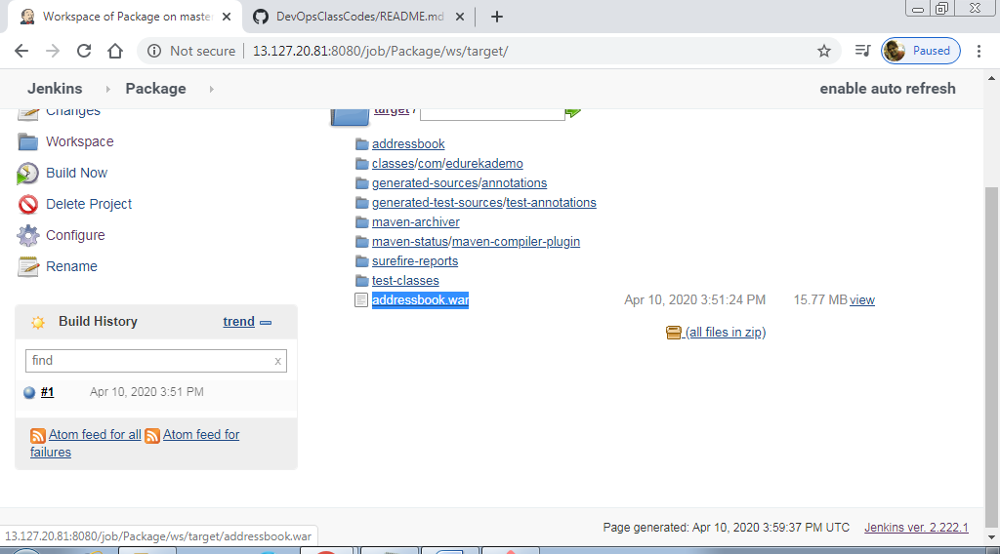 Workspace of Package on master
DevOpsClassCodes/README.md
Not secure
13.127.20.81:8080/job/Package/ws/target/
Paused
Jenkins
Package
enable auto refresh
Changes
Workspace
Build Now
Delete Project
Configure
Rename
Build History
trend
find
x
#1
Apr 10, 2020 3:51 PM
Atom feed for all
Atom feed for
failures
target /
addressbook
classes/com/edurekademo
generated-sources/annotations
generated-test-sources/test-annotations
maven-archiver
maven-status/maven-compiler-plugin
surefire-reports
test-classes
addressbook.war Apr 10, 2020 3:51:24 PM 15.77 MB view
(all files in zip)
Page generated: Apr 10, 2020 3:59:37 PM UTC Jenkins ver. 2.222.1
13.127.20.81:8080/job/Package/ws/target/addressbook.war